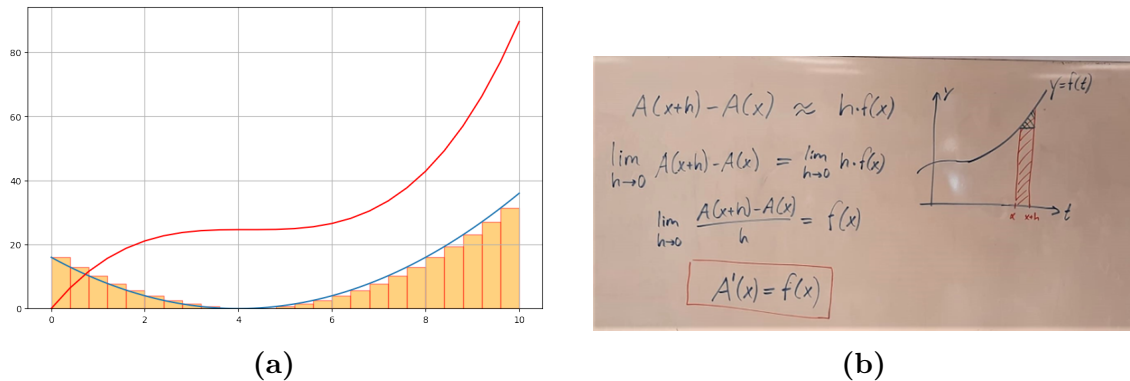 80
60
40
20
0
0 2 4 6 8 10
(a)
A(x+h) - A(x) ≈ h·f(x)
lim h→0 A(x+h) - A(x) = lim h→0 h·f(x)
lim h→0 A(x+h) - A(x) / h = f(x)
A'(x) = f(x)
y
y=f(t)
x x+h t
(b)